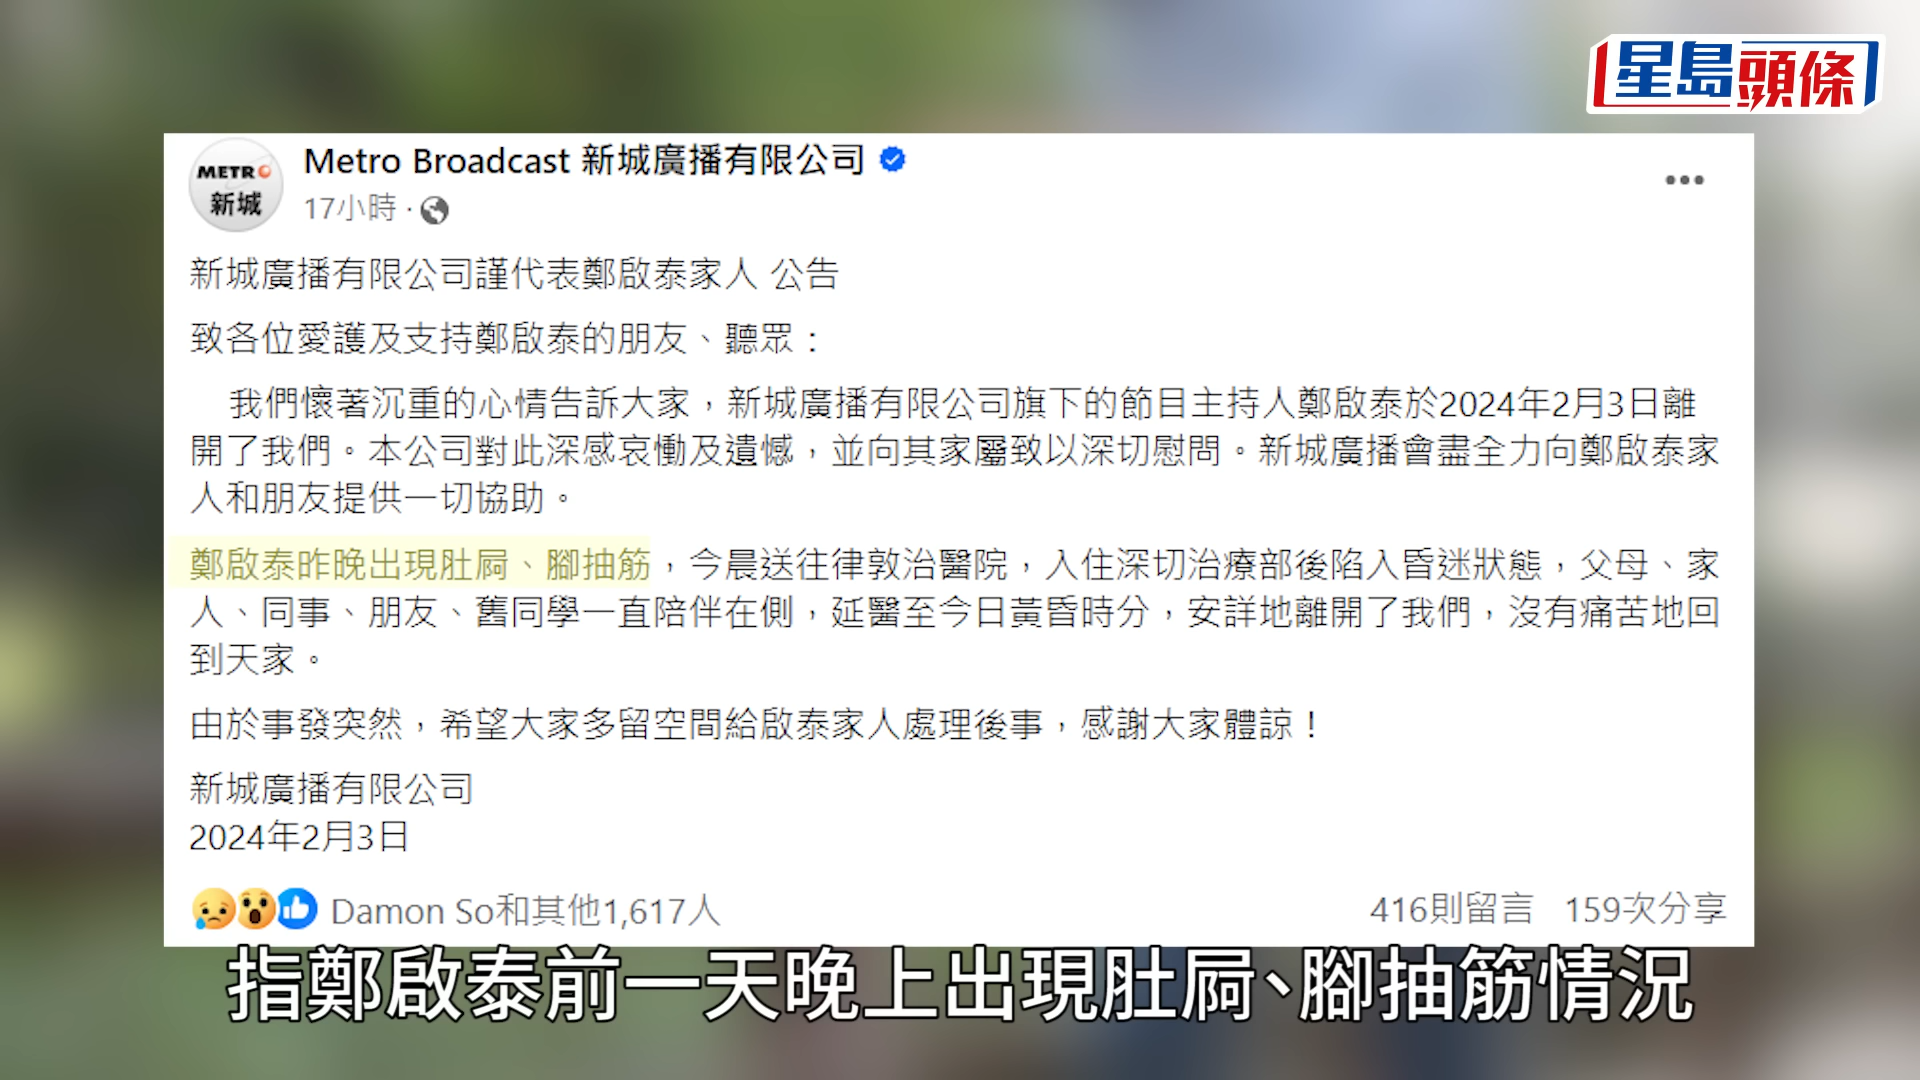 星島頭條
METRO
新城
Metro Broadcast 新城廣播有限公司
17小時 ·
新城廣播有限公司謹代表鄭啟泰家人 公告
致各位愛護及支持鄭啟泰的朋友、聽眾：
我們懷著沉重的心情告訴大家，新城廣播有限公司旗下的節目主持人鄭啟泰於2024年2月3日離
開了我們。本公司對此深感哀慟及遺憾，並向其家屬致以深切慰問。新城廣播會盡全力向鄭啟泰家
人和朋友提供一切協助。
鄭啟泰昨晚出現肚屙、腳抽筋，今晨送往律敦治醫院，入住深切治療部後陷入昏迷狀態，父母、家
人、同事、朋友、舊同學一直陪伴在側，延醫至今日黃昏時分，安詳地離開了我們，沒有痛苦地回
到天家。
由於事發突然，希望大家多留空間給啟泰家人處理後事，感謝大家體諒！
新城廣播有限公司
2024年2月3日
Damon So和其他1,617人
416則留言 159次分享
指鄭啟泰前一天晚上出現肚屙、腳抽筋情況